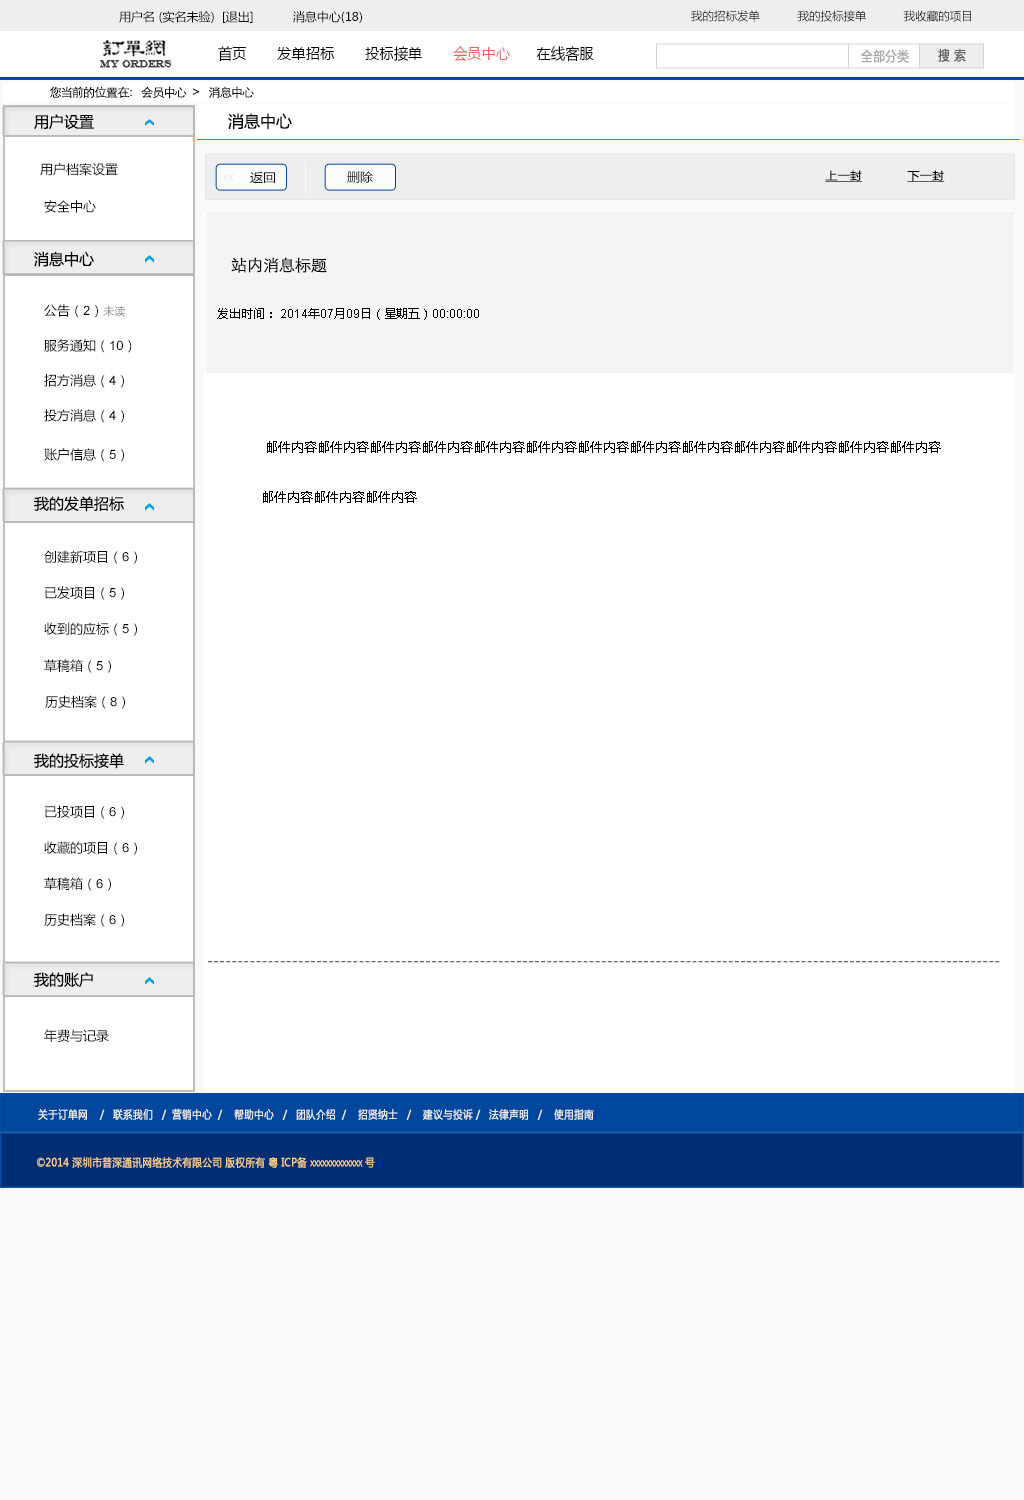 用户名 (实名未验) [退出] 消息中心(18) 我的招标发单 我的投标接单 我收藏的项目
訂單網
MY ORDERS
首页 发单招标 投标接单 会员中心 在线客服 全部分类 搜 索
您当前的位置在: 会员中心 > 消息中心
用户设置
用户档案设置
安全中心
消息中心
公告（2）未读
服务通知（10）
招方消息（4）
投方消息（4）
账户信息（5）
我的发单招标
创建新项目（6）
已发项目（5）
收到的应标（5）
草稿箱（5）
历史档案（8）
我的投标接单
已投项目（6）
收藏的项目（6）
草稿箱（6）
历史档案（6）
我的账户
年费与记录
消息中心
<< 返回 删除 上一封 下一封
站内消息标题
发出时间：2014年07月09日（星期五）00:00:00
邮件内容邮件内容邮件内容邮件内容邮件内容邮件内容邮件内容邮件内容邮件内容邮件内容邮件内容邮件内容邮件内容
邮件内容邮件内容邮件内容
关于订单网 / 联系我们 / 营销中心 / 帮助中心 / 团队介绍 / 招贤纳士 / 建议与投诉 / 法律声明 / 使用指南
©2014 深圳市普深通讯网络技术有限公司 版权所有 粤 ICP备 xxxxxxxxxxxxx 号